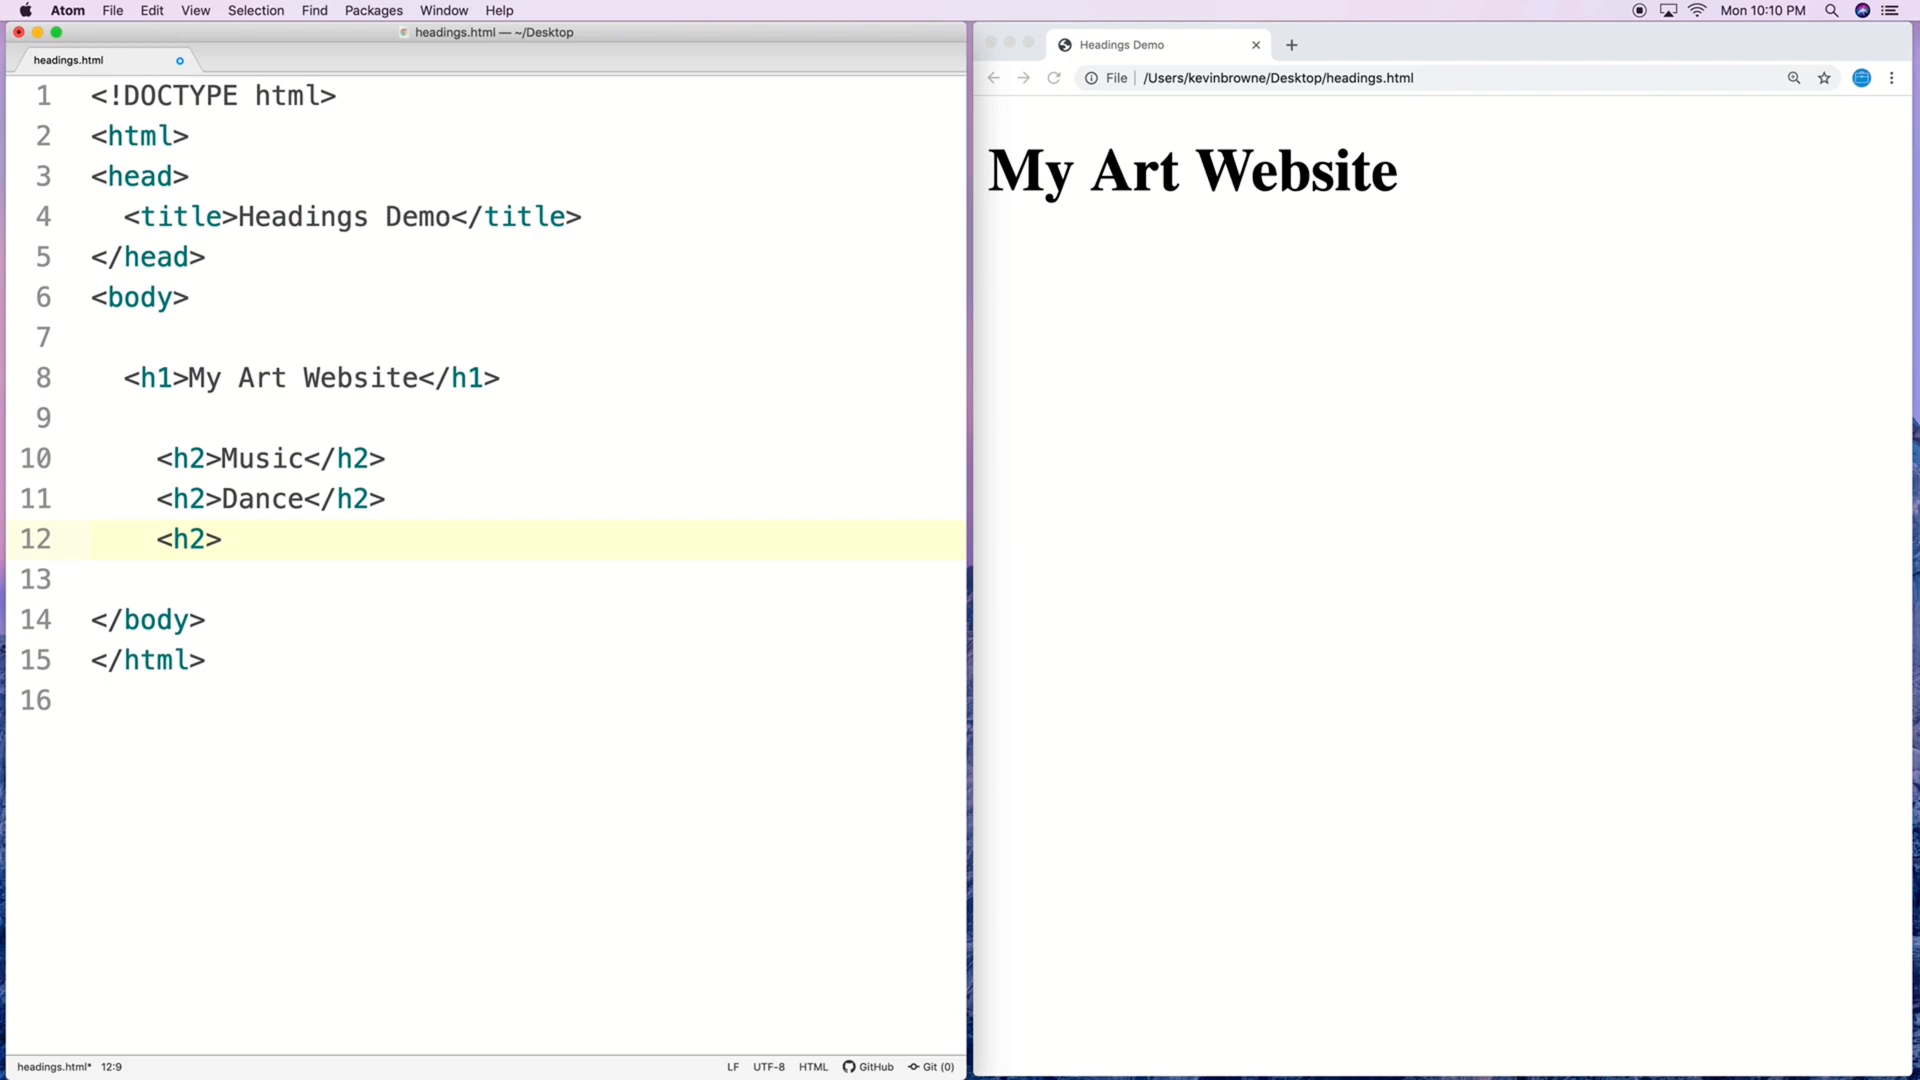 Atom File Edit View Selection Find Packages Window Help Mon 10:10 PM
headings.html — ~/Desktop
headings.html
1 <!DOCTYPE html>
2 <html>
3 <head>
4 <title>Headings Demo</title>
5 </head>
6 <body>
7
8 <h1>My Art Website</h1>
9
10 <h2>Music</h2>
11 <h2>Dance</h2>
12 <h2>
13
14 </body>
15 </html>
16
headings.html* 12:9 LF UTF-8 HTML GitHub Git (0)
Headings Demo
File /Users/kevinbrowne/Desktop/headings.html
My Art Website